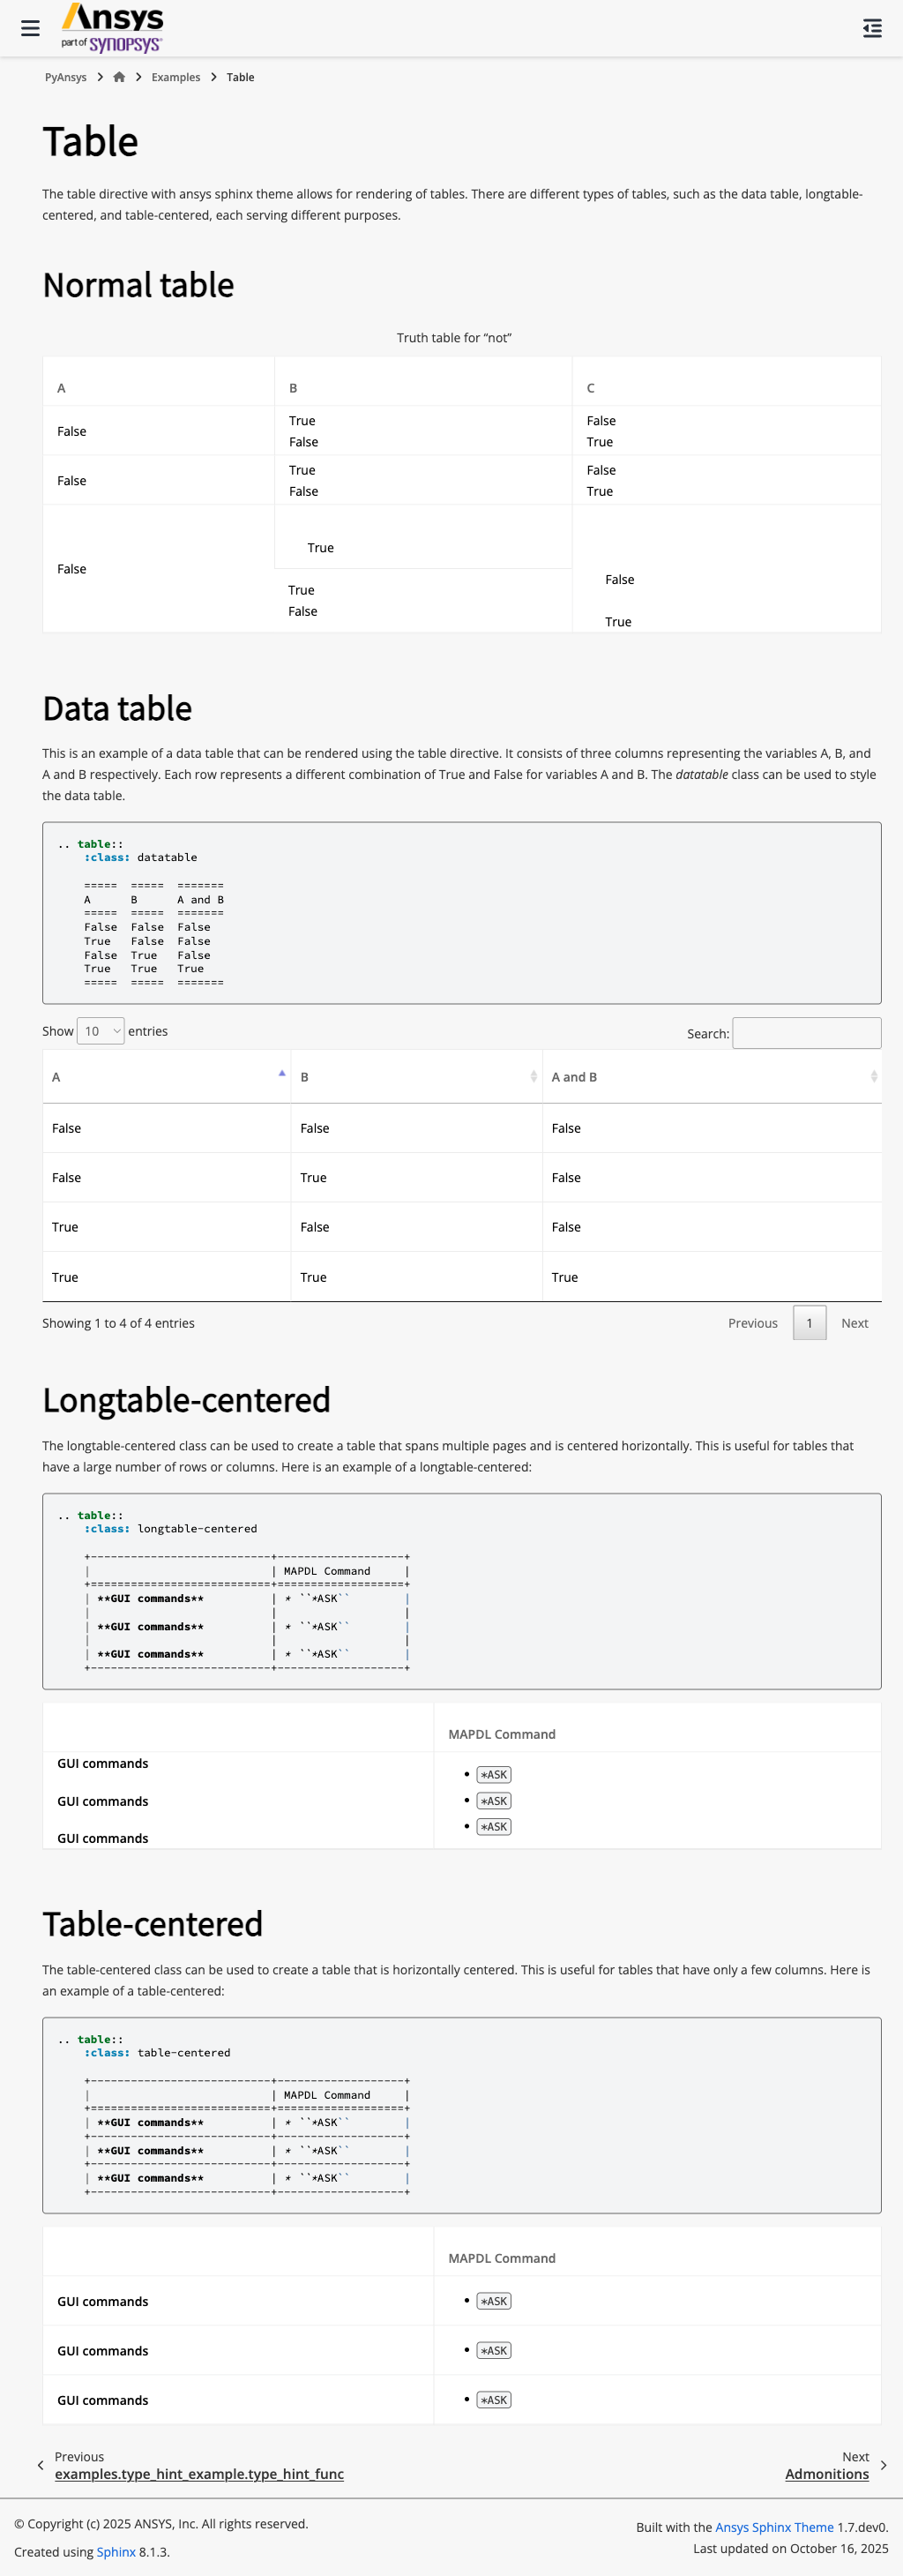 Ansys
part of SYNOPSYS
PyAnsys > > Examples > Table
Table
The table directive with ansys sphinx theme allows for rendering of tables. There are different types of tables, such as the data table, longtable-
centered, and table-centered, each serving different purposes.
Normal table
Truth table for “not”
A B C
False True False
False True
False True False
False True
False True False
True
False True
Data table
This is an example of a data table that can be rendered using the table directive. It consists of three columns representing the variables A, B, and
A and B respectively. Each row represents a different combination of True and False for variables A and B. The datatable class can be used to style
the data table.
.. table::
    :class: datatable

    =====  =====  =======
    A      B      A and B
    =====  =====  =======
    False  False  False
    True   False  False
    False  True   False
    True   True   True
    =====  =====  =======
Show 10 entries Search:
A B A and B
False False False
False True False
True False False
True True True
Showing 1 to 4 of 4 entries Previous 1 Next
Longtable-centered
The longtable-centered class can be used to create a table that spans multiple pages and is centered horizontally. This is useful for tables that
have a large number of rows or columns. Here is an example of a longtable-centered:
.. table::
    :class: longtable-centered

    +---------------------------+-------------------+
    |                           | MAPDL Command     |
    +===========================+===================+
    | **GUI commands**          | * ``*ASK``        |
    |                           |                   |
    | **GUI commands**          | * ``*ASK``        |
    |                           |                   |
    | **GUI commands**          | * ``*ASK``        |
    +---------------------------+-------------------+
MAPDL Command
GUI commands • *ASK
GUI commands • *ASK
GUI commands • *ASK
Table-centered
The table-centered class can be used to create a table that is horizontally centered. This is useful for tables that have only a few columns. Here is
an example of a table-centered:
.. table::
    :class: table-centered

    +---------------------------+-------------------+
    |                           | MAPDL Command     |
    +===========================+===================+
    | **GUI commands**          | * ``*ASK``        |
    +---------------------------+-------------------+
    | **GUI commands**          | * ``*ASK``        |
    +---------------------------+-------------------+
    | **GUI commands**          | * ``*ASK``        |
    +---------------------------+-------------------+
MAPDL Command
GUI commands • *ASK
GUI commands • *ASK
GUI commands • *ASK
Previous Next
examples.type_hint_example.type_hint_func Admonitions
© Copyright (c) 2025 ANSYS, Inc. All rights reserved.
Created using Sphinx 8.1.3.
Built with the Ansys Sphinx Theme 1.7.dev0.
Last updated on October 16, 2025